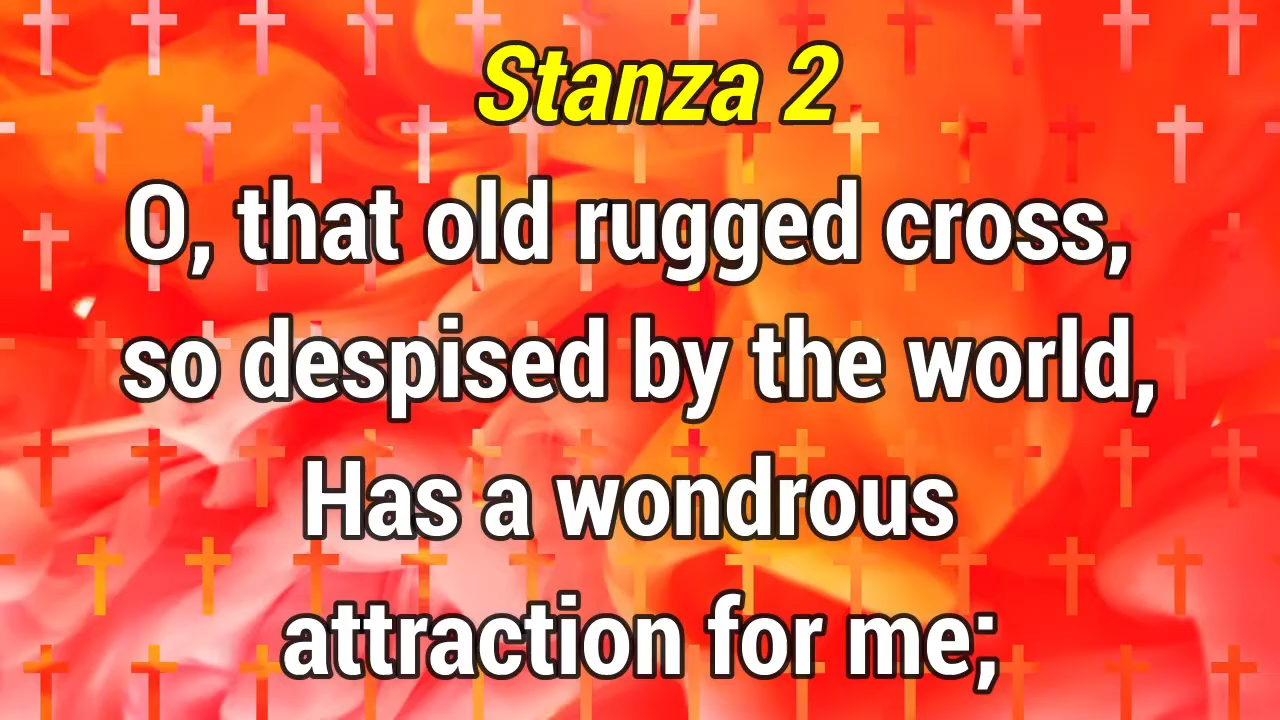 Stanza 2
O, that old rugged cross,
so despised by the world,
Has a wondrous
attraction for me;